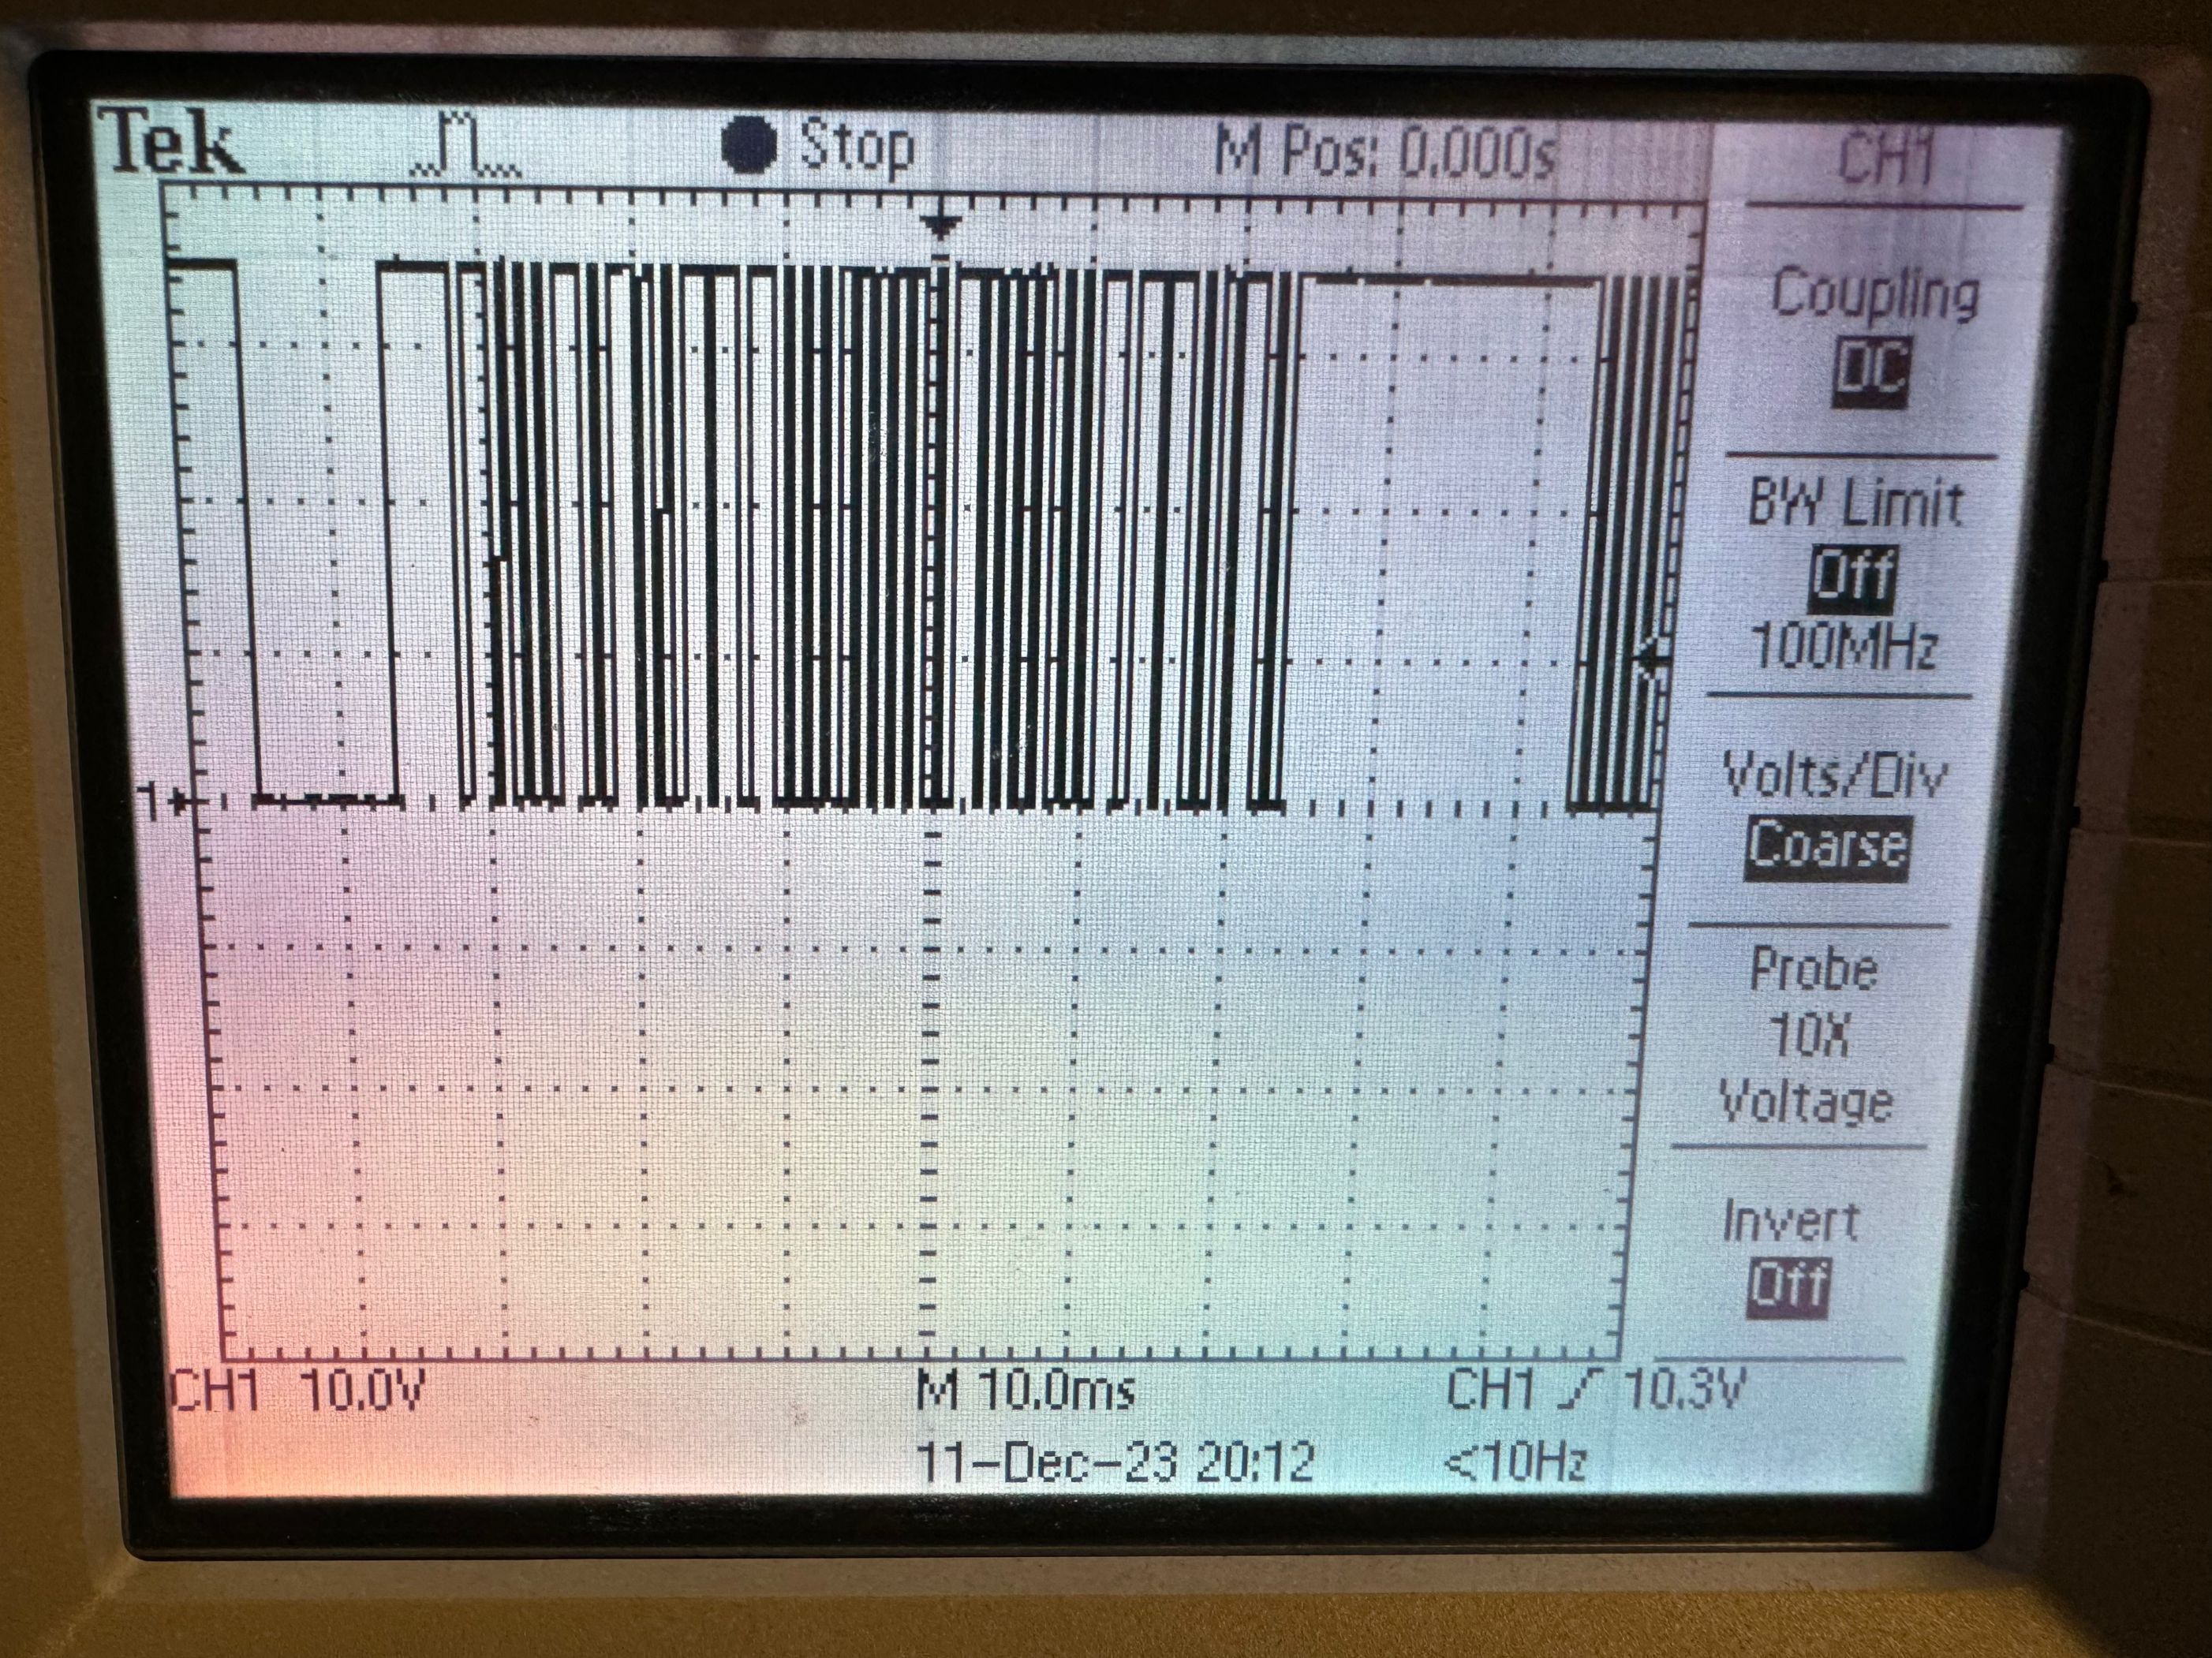 Tek Stop M Pos: 0.000s CH1
Coupling
DC
BW Limit
Off
100MHz
Volts/Div
Coarse
Probe
10X
Voltage
Invert
Off
1
CH1 10.0V M 10.0ms CH1 10.3V
11-Dec-23 20:12 <10Hz